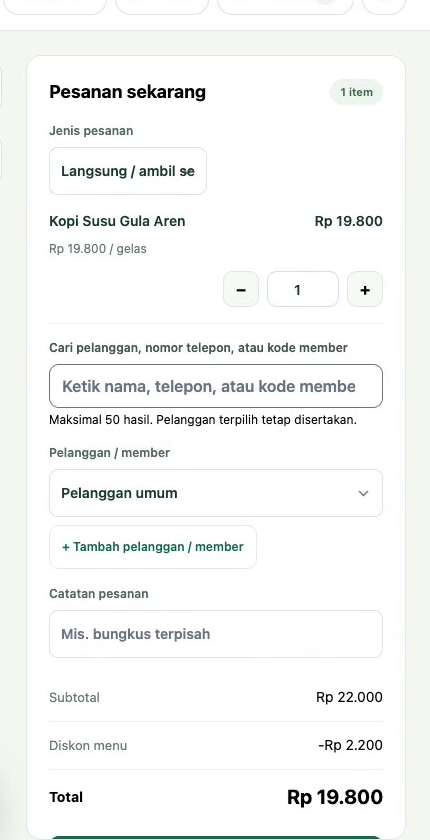 Pesanan sekarang
1 item
Jenis pesanan
Langsung / ambil se
Kopi Susu Gula Aren
Rp 19.800
Rp 19.800 / gelas
− 1 +
Cari pelanggan, nomor telepon, atau kode member
Ketik nama, telepon, atau kode membe
Maksimal 50 hasil. Pelanggan terpilih tetap disertakan.
Pelanggan / member
Pelanggan umum
+ Tambah pelanggan / member
Catatan pesanan
Mis. bungkus terpisah
Subtotal
Rp 22.000
Diskon menu
-Rp 2.200
Total
Rp 19.800